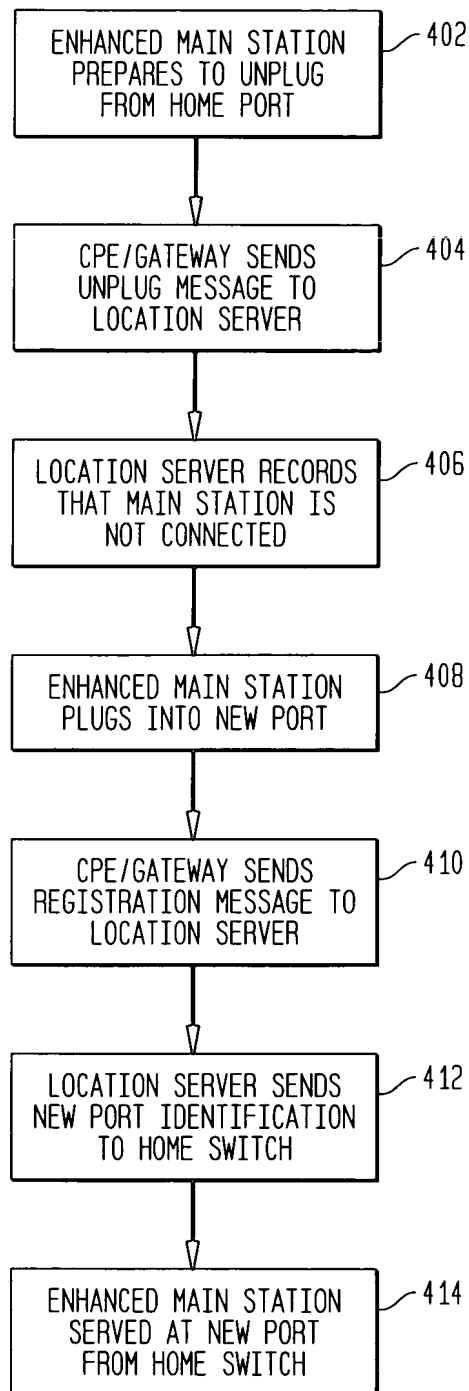 ENHANCED MAIN STATION
PREPARES TO UNPLUG
FROM HOME PORT
402
CPE/GATEWAY SENDS
UNPLUG MESSAGE TO
LOCATION SERVER
404
LOCATION SERVER RECORDS
THAT MAIN STATION IS
NOT CONNECTED
406
ENHANCED MAIN STATION
PLUGS INTO NEW PORT
408
CPE/GATEWAY SENDS
REGISTRATION MESSAGE TO
LOCATION SERVER
410
LOCATION SERVER SENDS
NEW PORT IDENTIFICATION
TO HOME SWITCH
412
ENHANCED MAIN STATION
SERVED AT NEW PORT
FROM HOME SWITCH
414